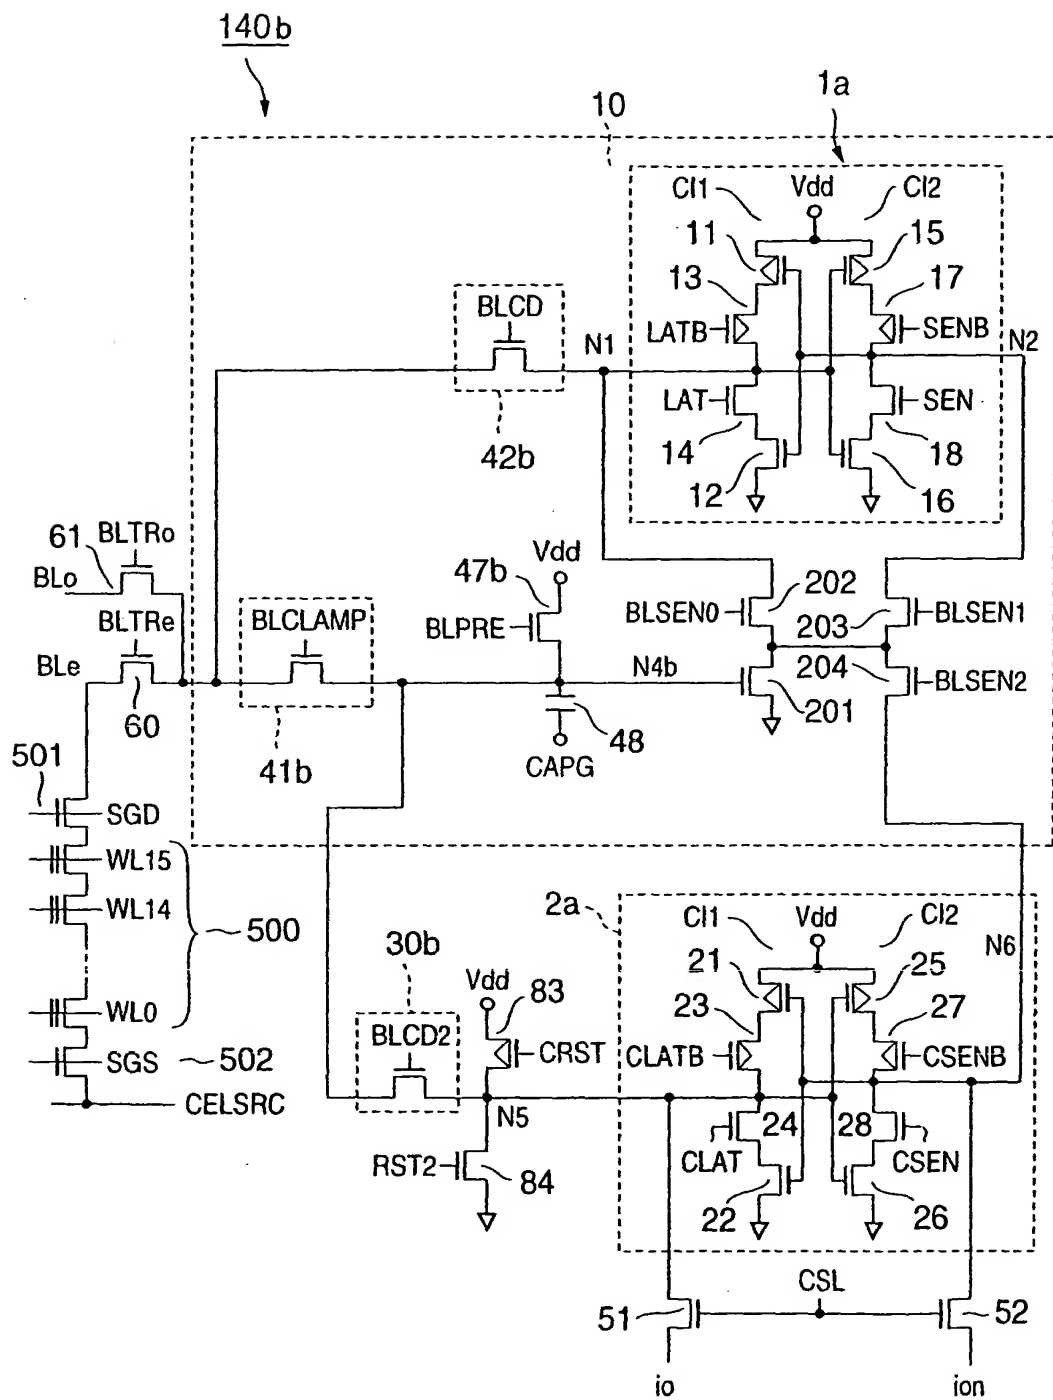 140b
10
1a
CI1
Vdd
CI2
11
15
13
17
BLCD
LATB
SENB
N1
N2
LAT
SEN
42b
14
18
12
16
BLTRo
61
BLo
BLTRe
BLe
60
BLCLAMP
41b
Vdd
47b
BLPRE
N4b
48
CAPG
202
BLSEN0
203
BLSEN1
204
BLSEN2
201
501
SGD
WL15
WL14
500
WL0
SGS
502
CELSRC
2a
CI1
Vdd
CI2
N6
30b
Vdd
83
21
25
23
27
BLCD2
CRST
CLATB
CSENB
N5
24
28
CLAT
CSEN
RST2
84
22
26
CSL
51
52
io
ion